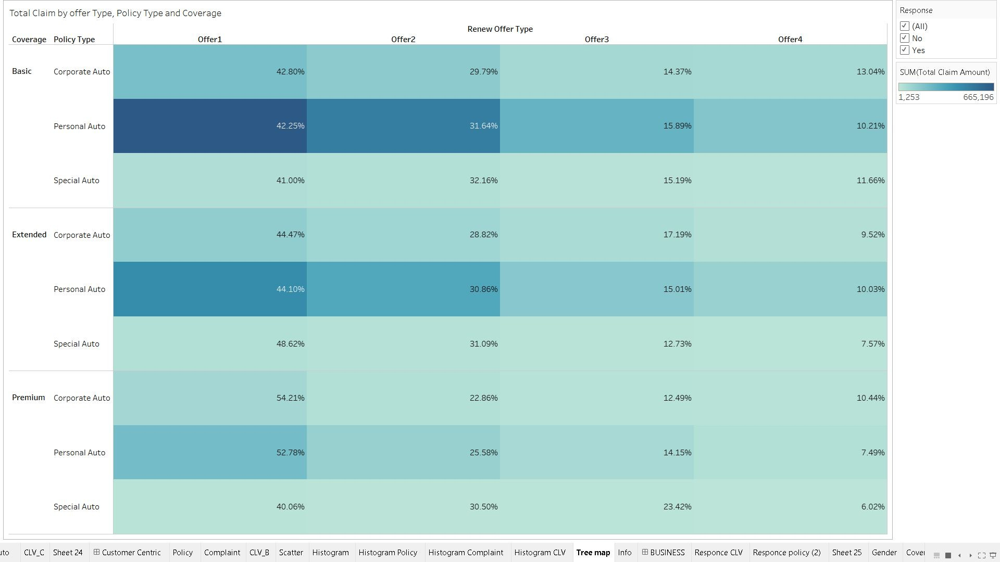 Total Claim by offer Type, Policy Type and Coverage
Renew Offer Type
Coverage Policy Type Offer1 Offer2 Offer3 Offer4
Basic Corporate Auto 42.80% 29.79% 14.37% 13.04%
Personal Auto 42.25% 31.64% 15.89% 10.21%
Special Auto 41.00% 32.16% 15.19% 11.66%
Extended Corporate Auto 44.47% 28.82% 17.19% 9.52%
Personal Auto 44.10% 30.86% 15.01% 10.03%
Special Auto 48.62% 31.09% 12.73% 7.57%
Premium Corporate Auto 54.21% 22.86% 12.49% 10.44%
Personal Auto 52.78% 25.58% 14.15% 7.49%
Special Auto 40.06% 30.50% 23.42% 6.02%
Response
(All)
No
Yes
SUM(Total Claim Amount)
1,253 665,196
uto CLV_C Sheet 24 Customer Centric Policy Complaint CLV_B Scatter Histogram Histogram Policy Histogram Complaint Histogram CLV Tree map Info BUSINESS Responce CLV Responce policy (2) Sheet 25 Gender Cover